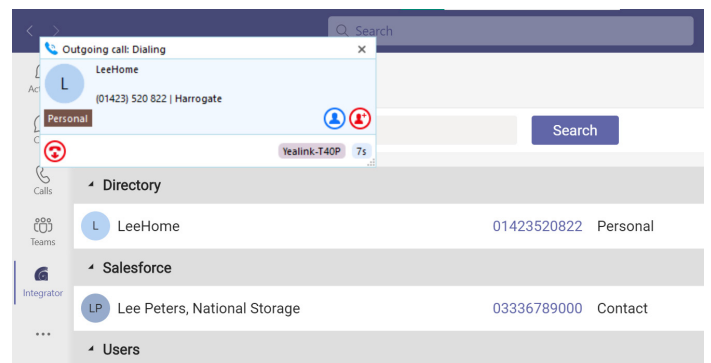 Search
Outgoing call: Dialing
L
LeeHome
(01423) 520 822 | Harrogate
Personal
Yealink-T40P 7s
Search
Calls
Teams
Integrator
Directory
L LeeHome 01423520822 Personal
Salesforce
LP Lee Peters, National Storage 03336789000 Contact
Users